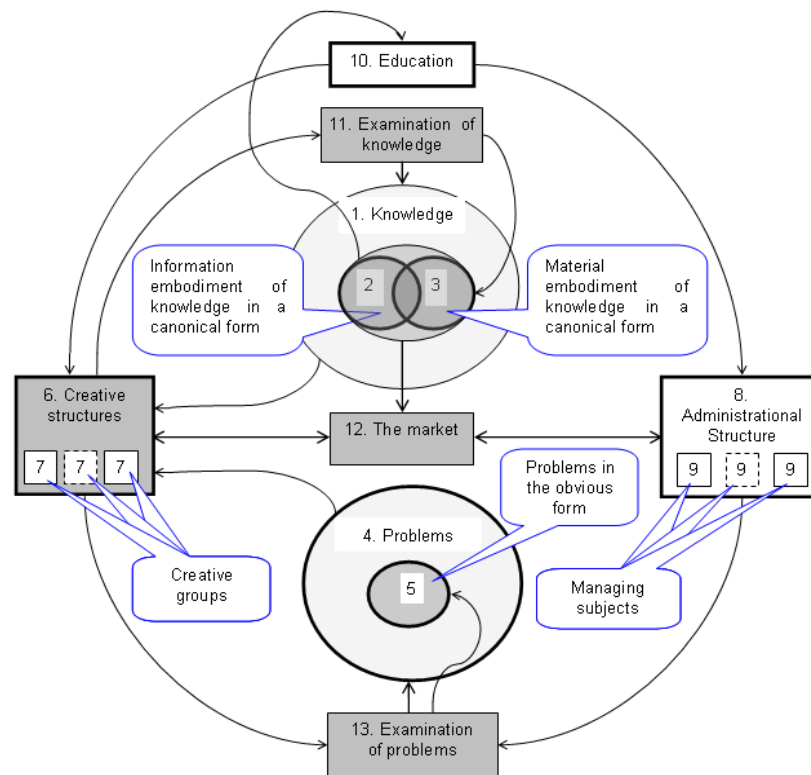 10. Education
11. Examination of
knowledge
1. Knowledge
Information
embodiment of
knowledge in a
canonical form
2
3
Material
embodiment of
knowledge in a
canonical form
6. Creative
structures
7
7
7
12. The market
8.
Administrational
Structure
9
9
9
Problems in
the obvious
form
4. Problems
5
Creative
groups
Managing
subjects
13. Examination
of problems